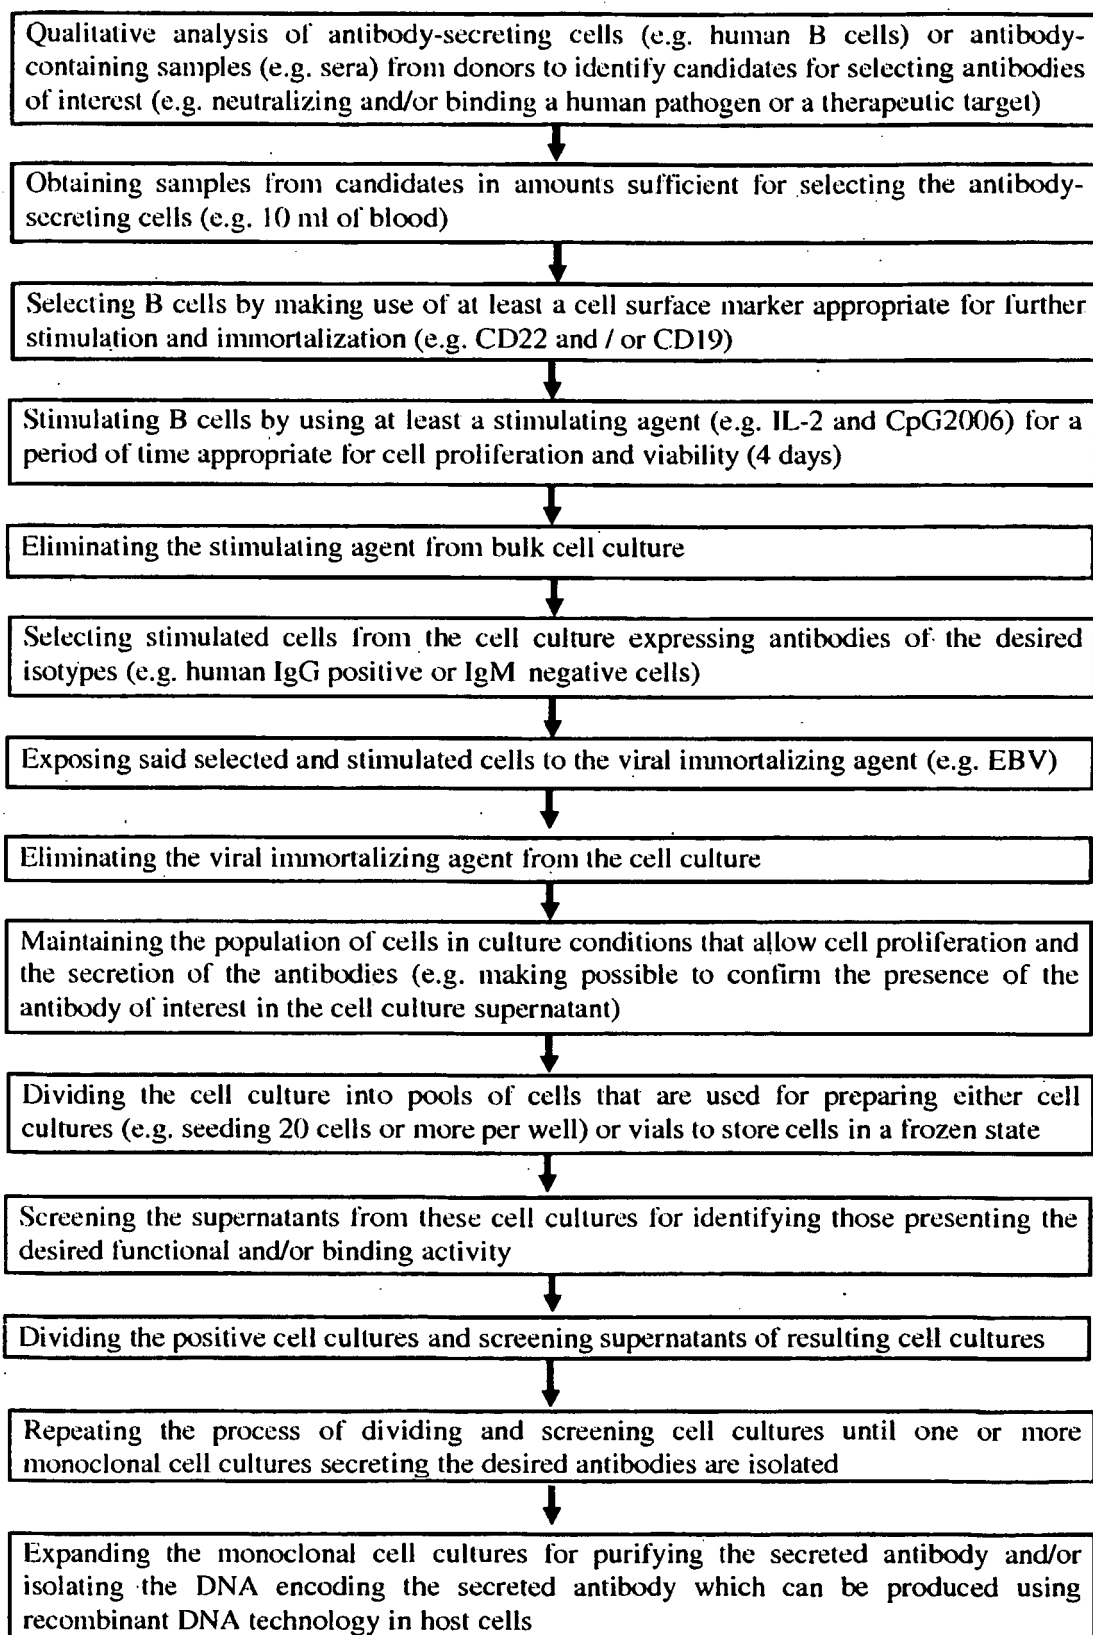 Qualitative analysis of antibody-secreting cells (e.g. human B cells) or antibody-
containing samples (e.g. sera) from donors to identify candidates for selecting antibodies
of interest (e.g. neutralizing and/or binding a human pathogen or a therapeutic target)
Obtaining samples from candidates in amounts sufficient for selecting the antibody-
secreting cells (e.g. 10 ml of blood)
Selecting B cells by making use of at least a cell surface marker appropriate for further
stimulation and immortalization (e.g. CD22 and / or CD19)
Stimulating B cells by using at least a stimulating agent (e.g. IL-2 and CpG2006) for a
period of time appropriate for cell proliferation and viability (4 days)
Eliminating the stimulating agent from bulk cell culture
Selecting stimulated cells from the cell culture expressing antibodies of the desired
isotypes (e.g. human IgG positive or IgM negative cells)
Exposing said selected and stimulated cells to the viral immortalizing agent (e.g. EBV)
Eliminating the viral immortalizing agent from the cell culture
Maintaining the population of cells in culture conditions that allow cell proliferation and
the secretion of the antibodies (e.g. making possible to confirm the presence of the
antibody of interest in the cell culture supernatant)
Dividing the cell culture into pools of cells that are used for preparing either cell
cultures (e.g. seeding 20 cells or more per well) or vials to store cells in a frozen state
Screening the supernatants from these cell cultures for identifying those presenting the
desired functional and/or binding activity
Dividing the positive cell cultures and screening supernatants of resulting cell cultures
Repeating the process of dividing and screening cell cultures until one or more
monoclonal cell cultures secreting the desired antibodies are isolated
Expanding the monoclonal cell cultures for purifying the secreted antibody and/or
isolating the DNA encoding the secreted antibody which can be produced using
recombinant DNA technology in host cells